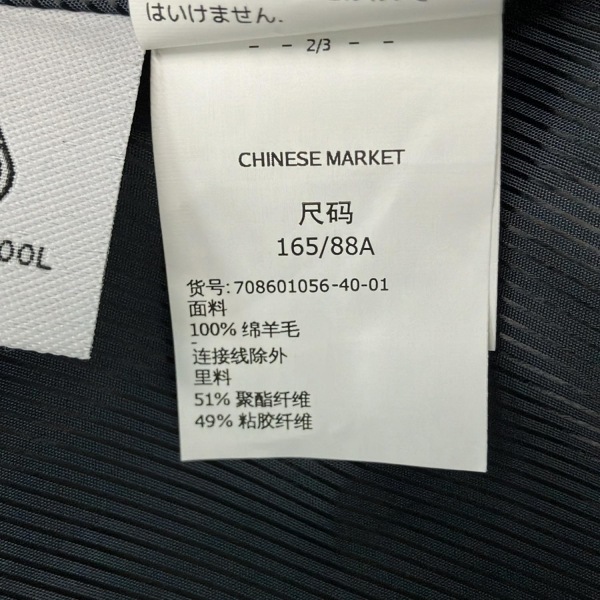 はいけません.
- - 2/3 - -
OOL
CHINESE MARKET
尺码
165/88A
货号:708601056-40-01
面料
100% 绵羊毛
-
连接线除外
里料
51% 聚酯纤维
49% 粘胶纤维